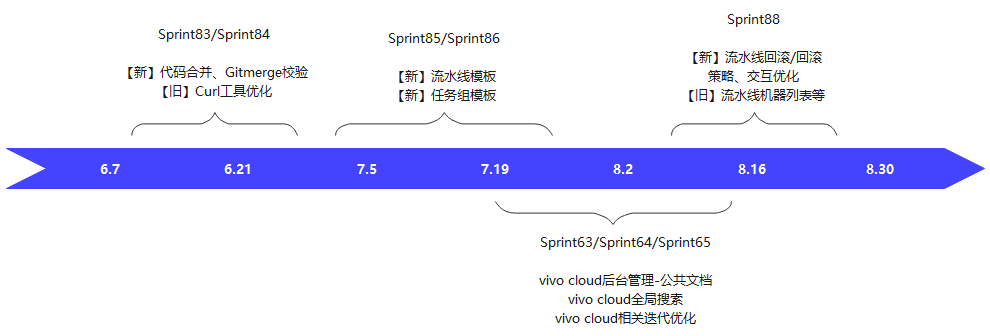 Sprint83/Sprint84
【新】代码合并、Gitmerge校验
【旧】Curl工具优化
Sprint85/Sprint86
【新】流水线模板
【新】任务组模板
Sprint88
【新】流水线回滚/回滚
策略、交互优化
【旧】流水线机器列表等
6.7
6.21
7.5
7.19
8.2
8.16
8.30
Sprint63/Sprint64/Sprint65
vivo cloud后台管理-公共文档
vivo cloud全局搜索
vivo cloud相关迭代优化